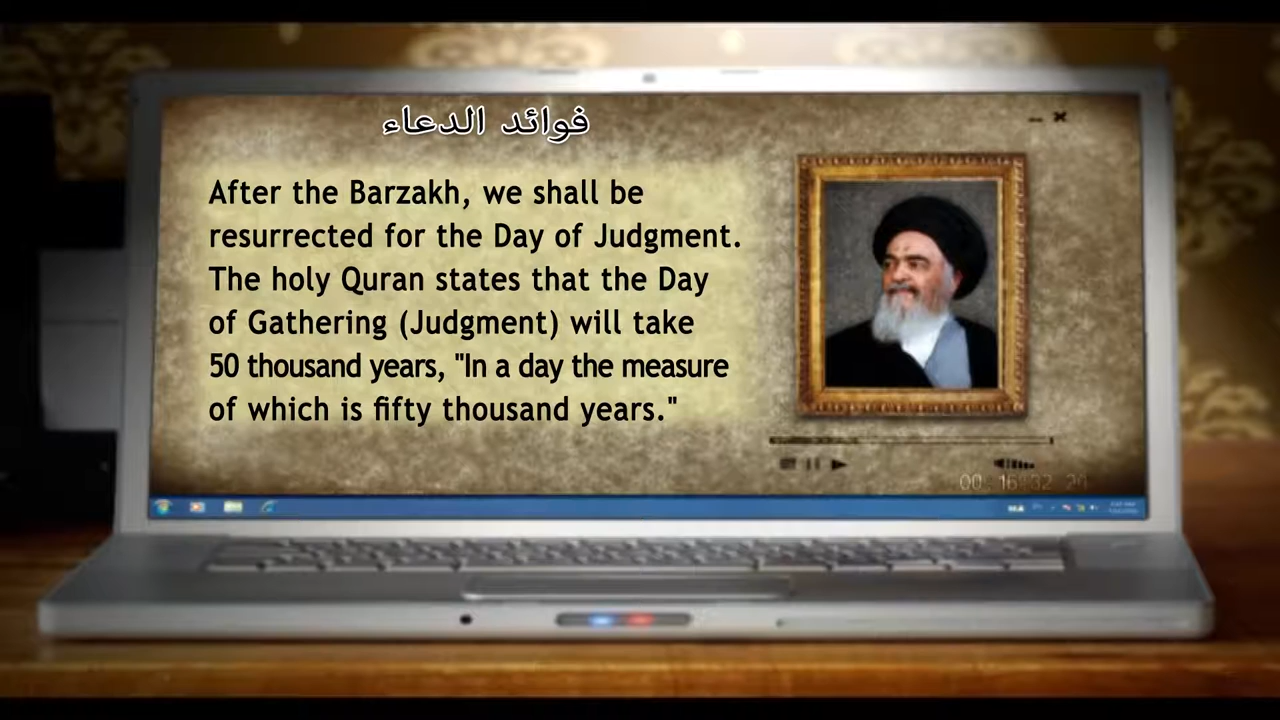 فوائد الدعاء
After the Barzakh, we shall be
resurrected for the Day of Judgment.
The holy Quran states that the Day
of Gathering (Judgment) will take
50 thousand years, "In a day the measure
of which is fifty thousand years."